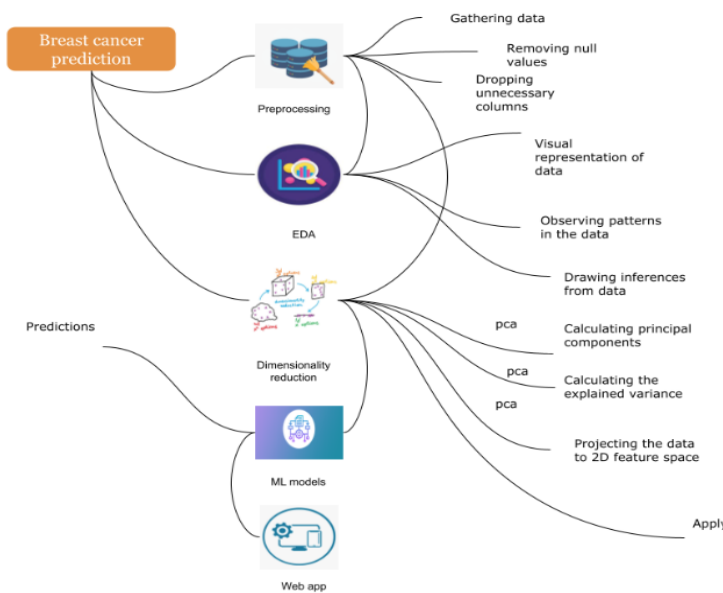 Breast cancer
prediction
Gathering data
Removing null
values
Dropping
unnecessary
columns
Preprocessing
Visual
representation of
data
EDA
Observing patterns
in the data
Drawing inferences
from data
Predictions
pca
Calculating principal
components
Dimensionality
reduction
pca
Calculating the
explained variance
pca
Projecting the data
to 2D feature space
ML models
Apply
Web app